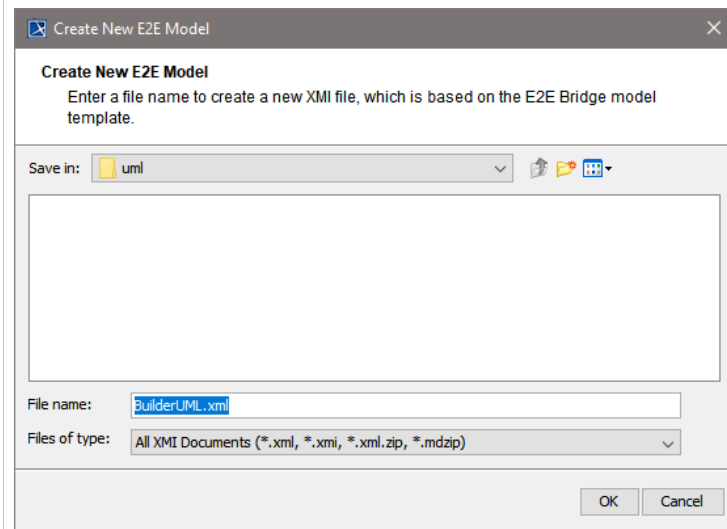 Create New E2E Model
Create New E2E Model
Enter a file name to create a new XMI file, which is based on the E2E Bridge model
template.
Save in: uml
File name: BuilderUML.xml
Files of type: All XMI Documents (*.xml, *.xmi, *.xml.zip, *.mdzip)
OK Cancel